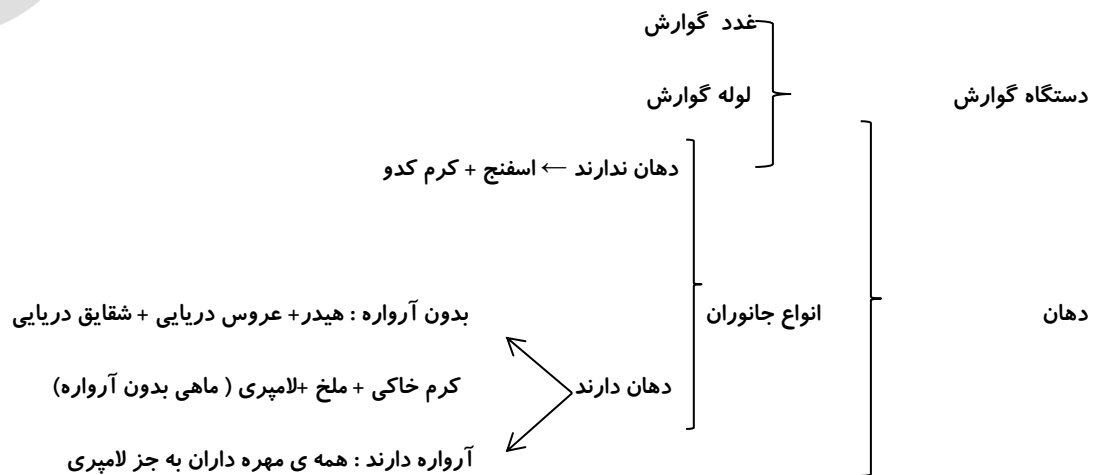 غدد گوارش
دستگاه گوارش لوله گوارش
دهان ندارند ← اسفنج + کرم کدو
دهان انواع جانوران بدون آرواره : هیدر+ عروس دریایی + شقایق دریایی
دهان دارند کرم خاکی + ملخ +لامپری ( ماهی بدون آرواره)
آرواره دارند : همه ی مهره داران به جز لامپری